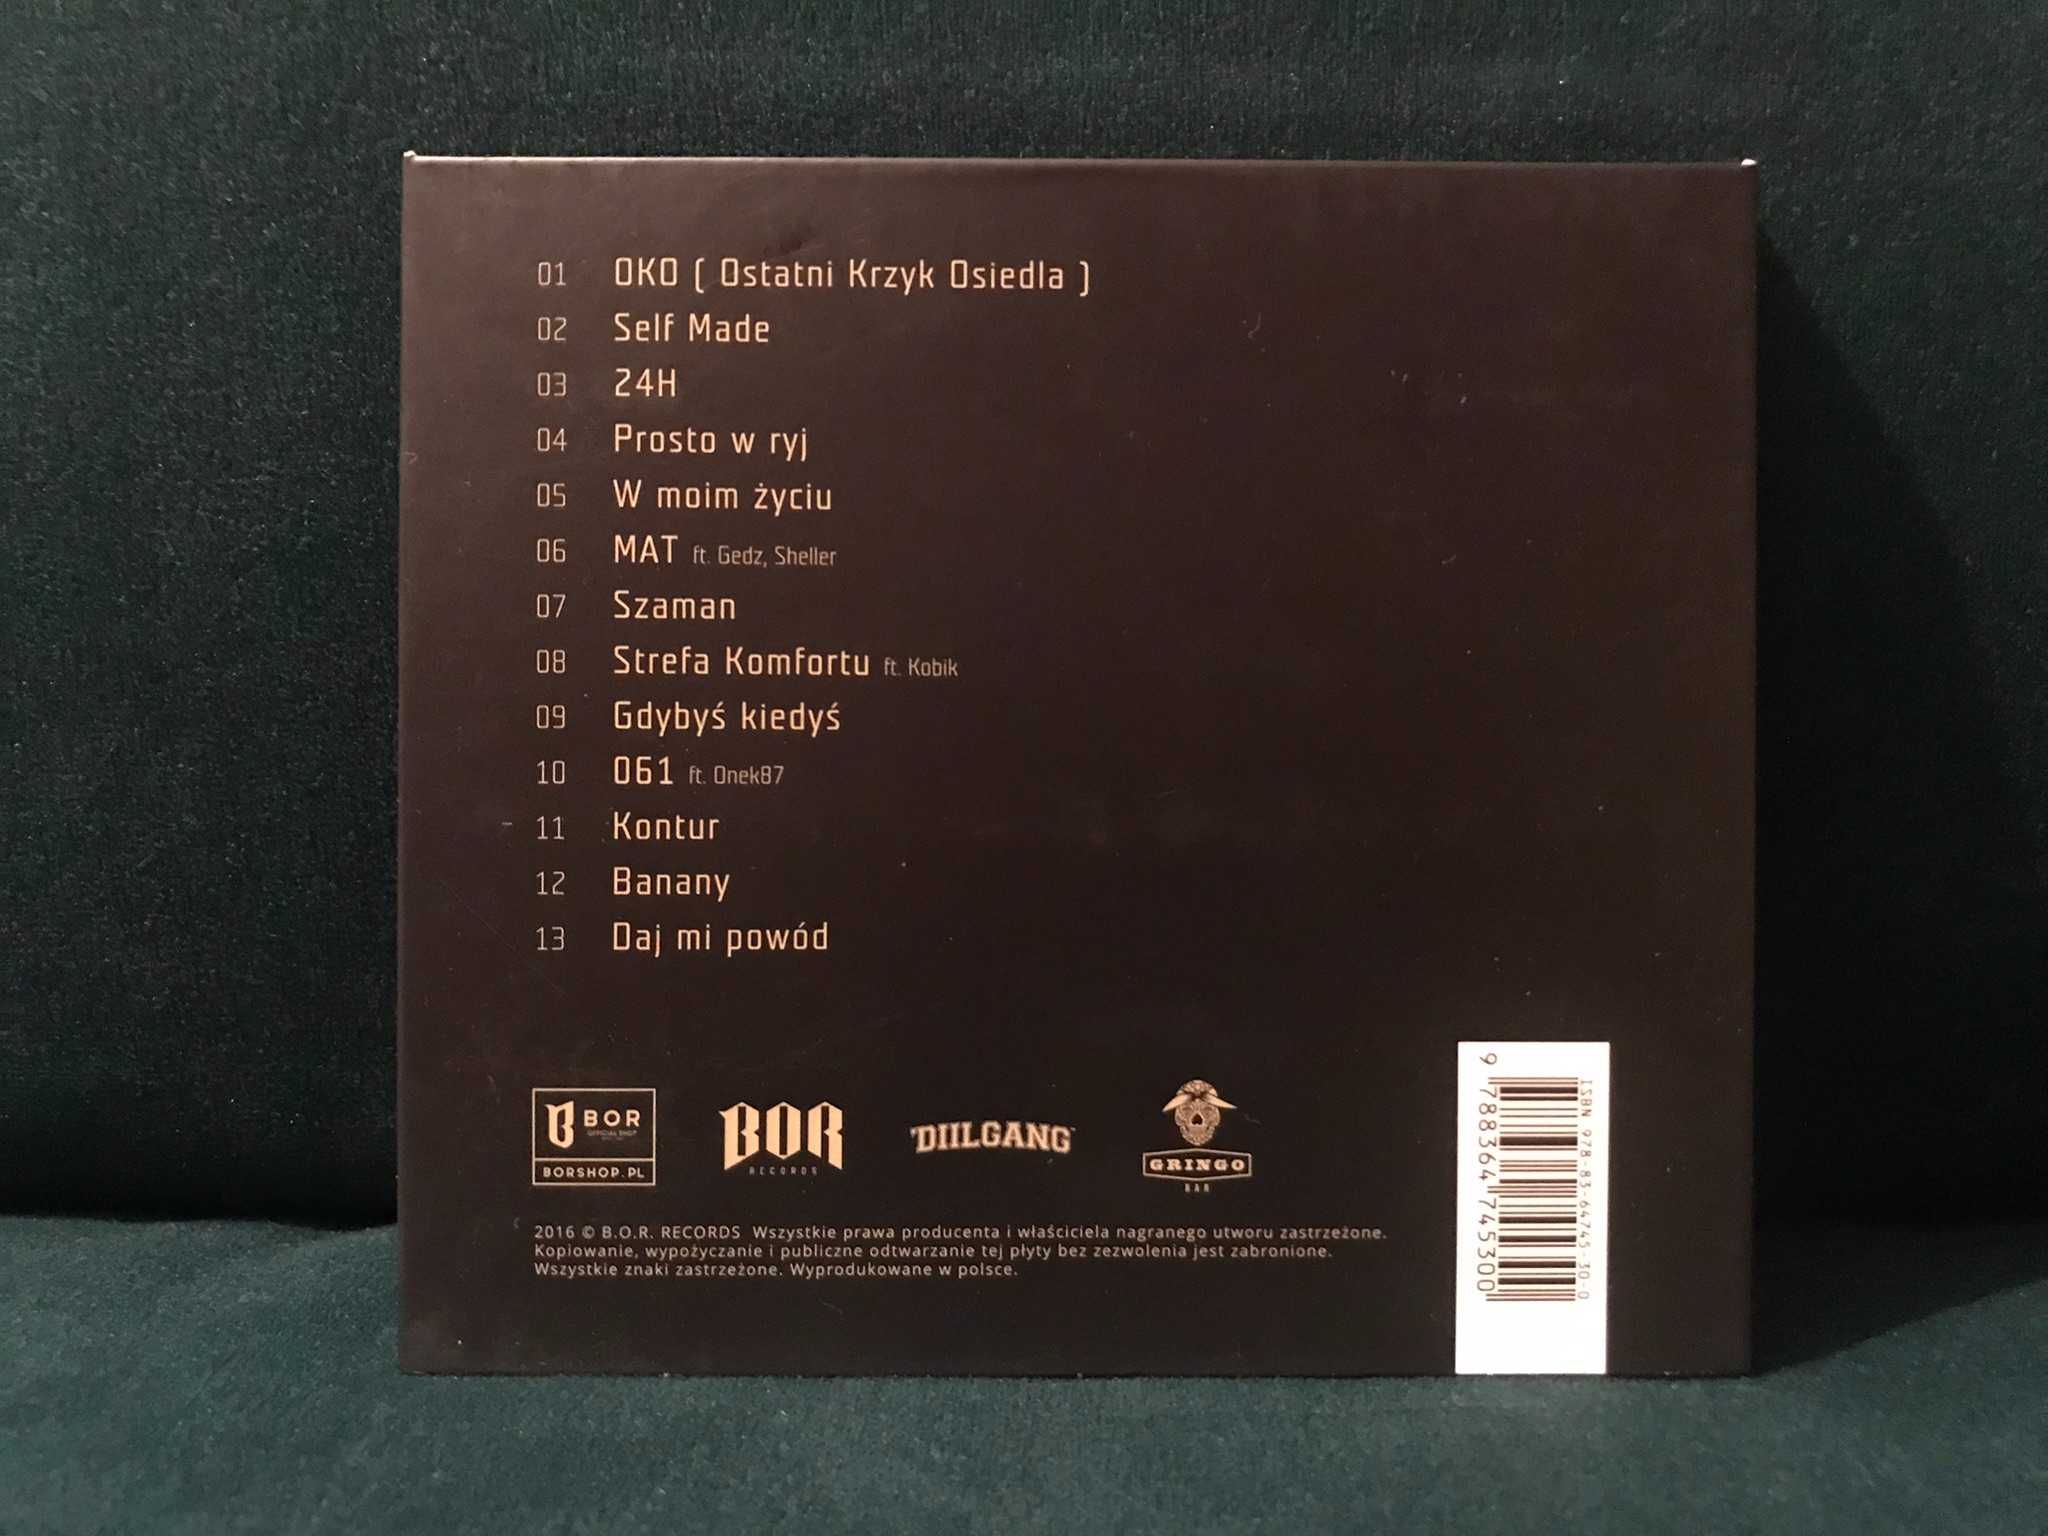 01 OKO ( Ostatni Krzyk Osiedla )
02 Self Made
03 24H
04 Prosto w ryj
05 W moim życiu
06 MAT ft. Gedz, Sheller
07 Szaman
08 Strefa Komfortu ft. Kobik
09 Gdybyś kiedyś
10 061 ft. Onek87
11 Kontur
12 Banany
13 Daj mi powód
BOR
OFFICIAL SHOP
BORSHOP.PL
BOR
RECORDS
DIILGANG
GRINGO
BAR
2016 © B.O.R. RECORDS Wszystkie prawa producenta i właściciela nagranego utworu zastrzeżone.
Kopiowanie, wypożyczanie i publiczne odtwarzanie tej płyty bez zezwolenia jest zabronione.
Wszystkie znaki zastrzeżone. Wyprodukowane w polsce.
ISBN 978-83-64745-30-0
9 788364 745300